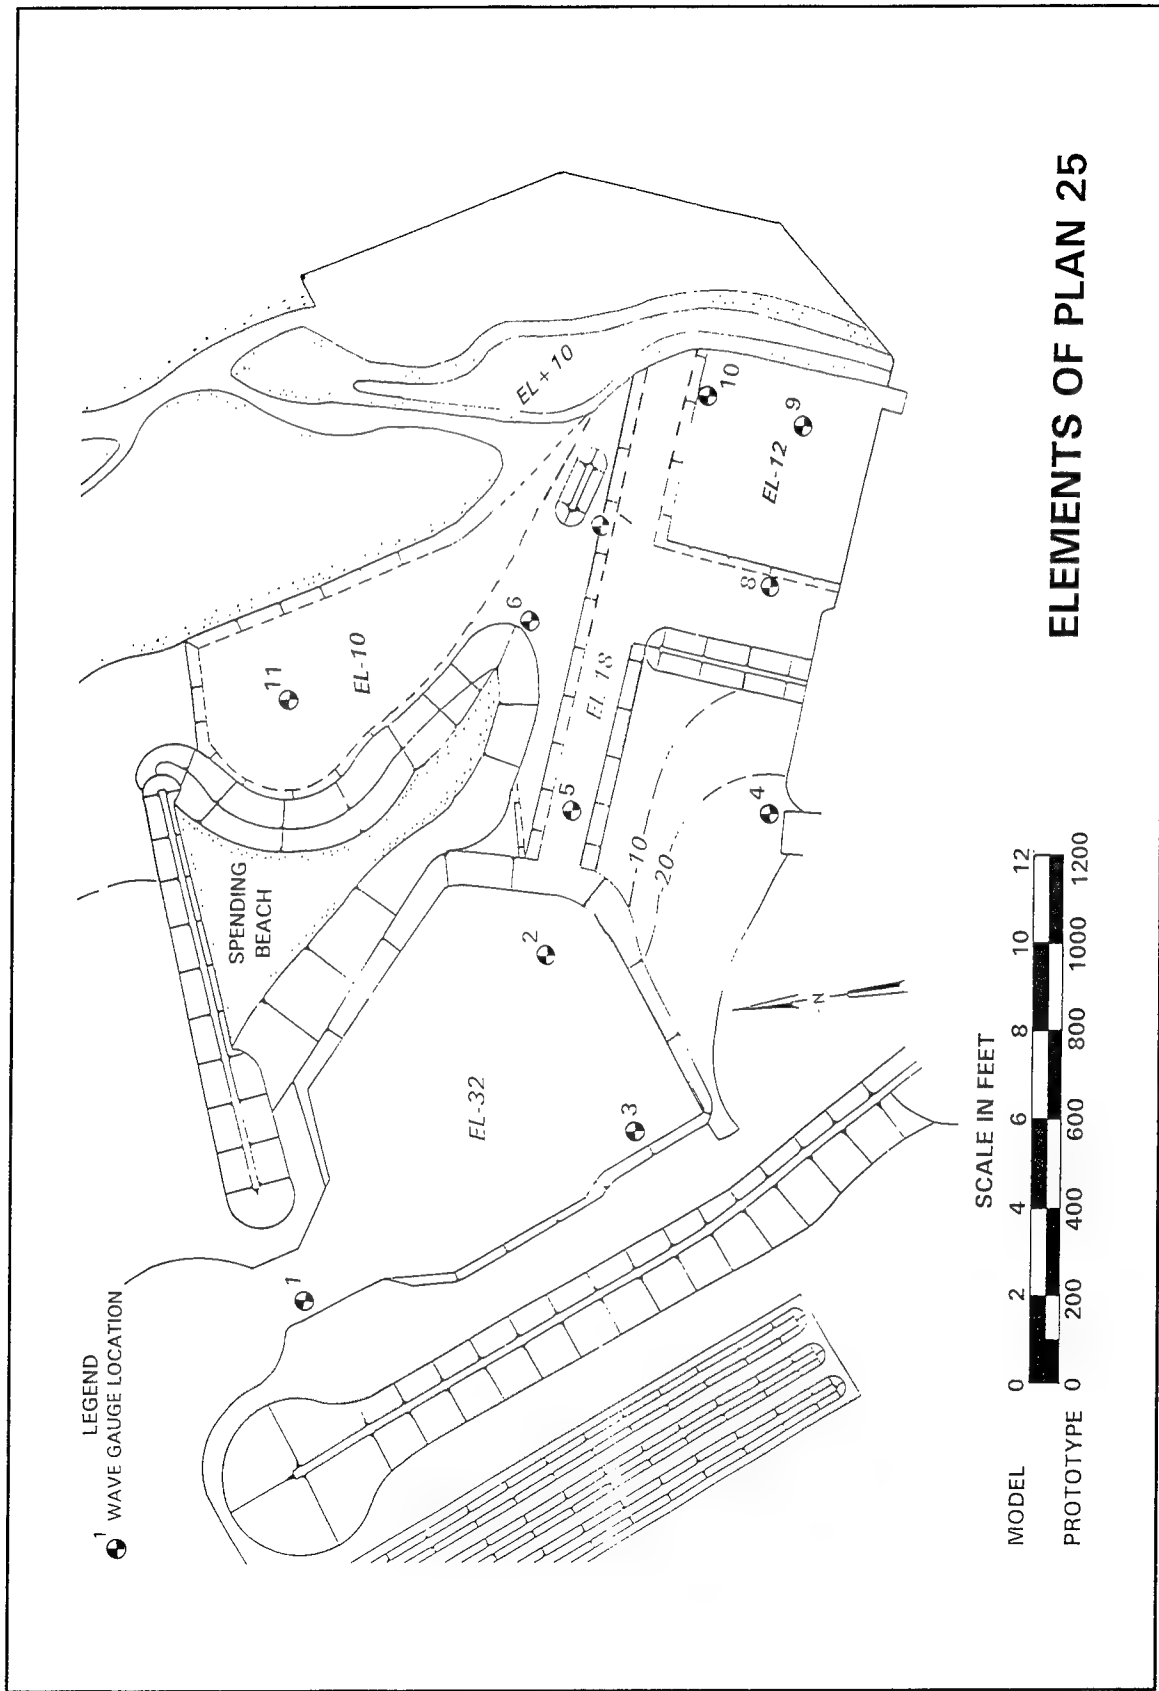 LEGEND
1 WAVE GAUGE LOCATION
1
SPENDING
BEACH
11
EL-10
EL-32
2
3
6
5
EL+10
EL 18
-10
-20-
4
8
10
9
EL-12
N
SCALE IN FEET
MODEL 0 2 4 6 8 10 12
PROTOTYPE 0 200 400 600 800 1000 1200
ELEMENTS OF PLAN 25